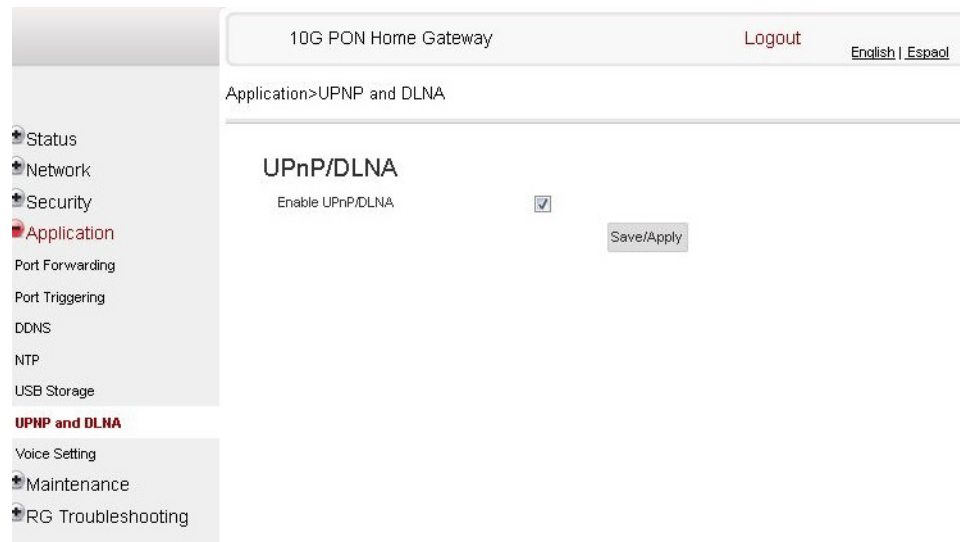 10G PON Home Gateway
Logout
English | Espaol
Application>UPNP and DLNA
Status
Network
Security
Application
Port Forwarding
Port Triggering
DDNS
NTP
USB Storage
UPNP and DLNA
Voice Setting
Maintenance
RG Troubleshooting
UPnP/DLNA
Enable UPnP/DLNA
Save/Apply